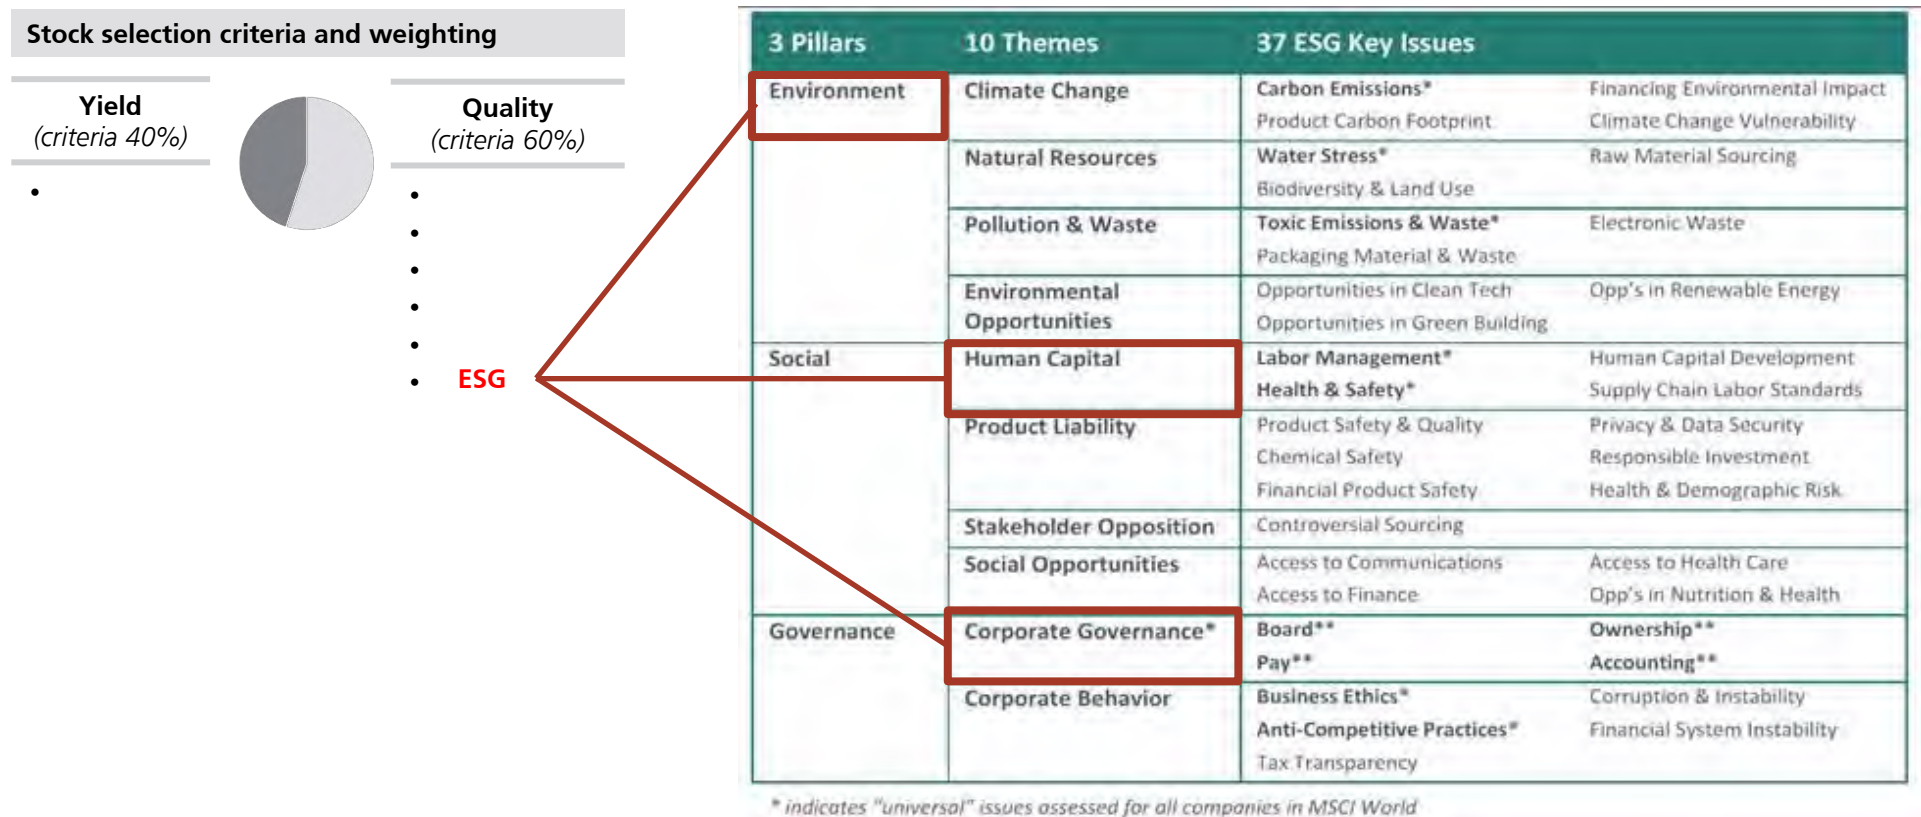 Stock selection criteria and weighting
Yield
(criteria 40%)
Quality
(criteria 60%)
•
•
•
•
•
•
• ESG
3 Pillars 10 Themes 37 ESG Key Issues
Environment Climate Change Carbon Emissions* Financing Environmental Impact
Product Carbon Footprint Climate Change Vulnerability
Natural Resources Water Stress* Raw Material Sourcing
Biodiversity & Land Use
Pollution & Waste Toxic Emissions & Waste* Electronic Waste
Packaging Material & Waste
Environmental Opportunities in Clean Tech Opp's in Renewable Energy
Opportunities Opportunities in Green Building
Social Human Capital Labor Management* Human Capital Development
Health & Safety* Supply Chain Labor Standards
Product Liability Product Safety & Quality Privacy & Data Security
Chemical Safety Responsible Investment
Financial Product Safety Health & Demographic Risk
Stakeholder Opposition Controversial Sourcing
Social Opportunities Access to Communications Access to Health Care
Access to Finance Opp's in Nutrition & Health
Governance Corporate Governance* Board** Ownership**
Pay** Accounting**
Corporate Behavior Business Ethics* Corruption & Instability
Anti-Competitive Practices* Financial System Instability
Tax Transparency
* indicates "universal" issues assessed for all companies in MSCI World